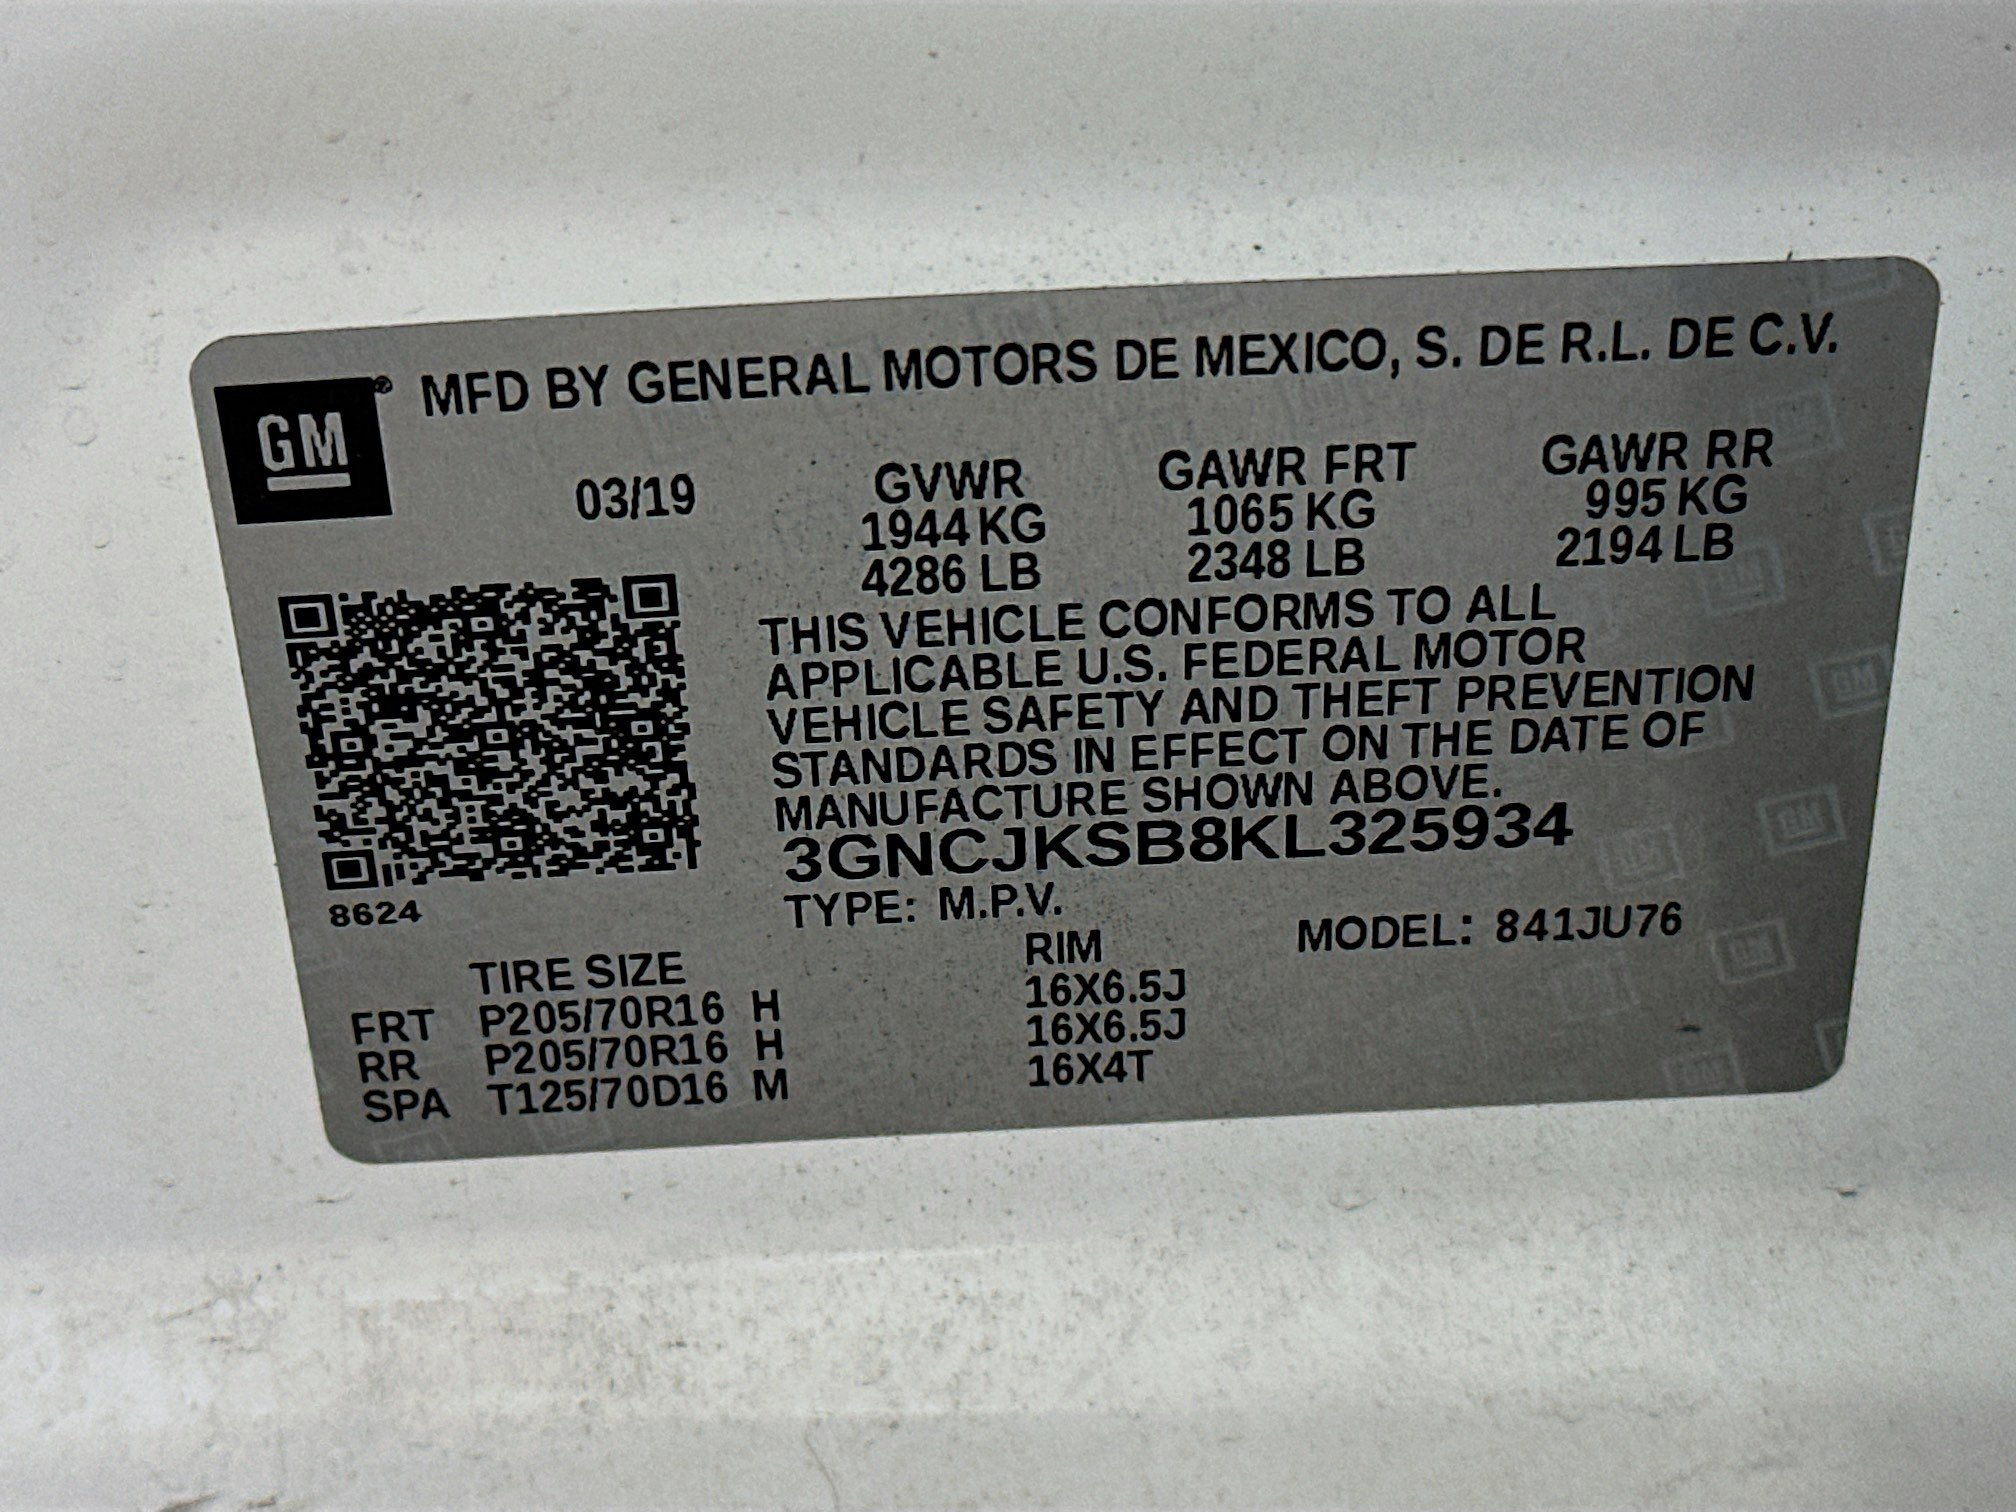 GM ® MFD BY GENERAL MOTORS DE MEXICO, S. DE R.L. DE C.V.
03/19 GVWR GAWR FRT GAWR RR
1944 KG 1065 KG 995 KG
4286 LB 2348 LB 2194 LB
THIS VEHICLE CONFORMS TO ALL
APPLICABLE U.S. FEDERAL MOTOR
VEHICLE SAFETY AND THEFT PREVENTION
STANDARDS IN EFFECT ON THE DATE OF
MANUFACTURE SHOWN ABOVE.
3GNCJKSB8KL325934
8624 TYPE: M.P.V. MODEL: 841JU76
TIRE SIZE RIM
FRT P205/70R16 H 16X6.5J
RR P205/70R16 H 16X6.5J
SPA T125/70D16 M 16X4T